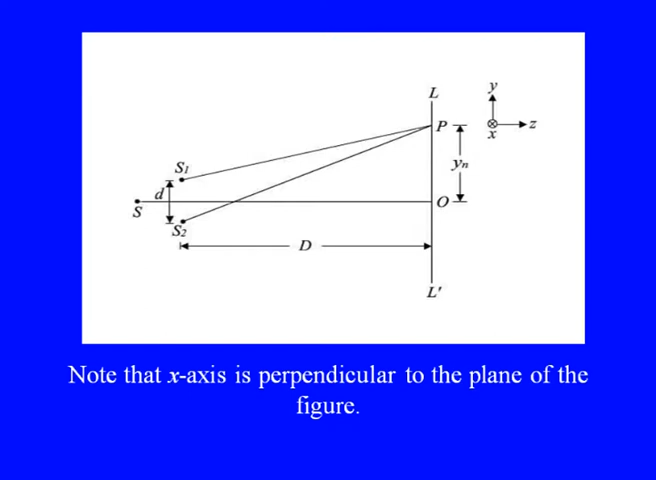 L
y
P
z
x
S1
yn
d
S
O
S2
D
L'
Note that x-axis is perpendicular to the plane of the
figure.